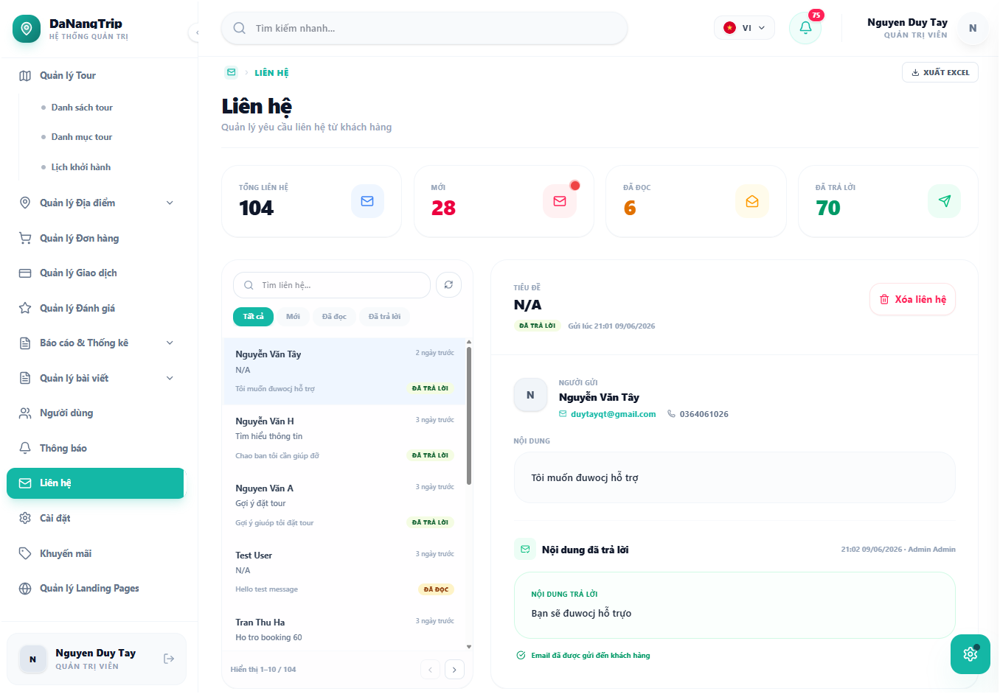 DaNangTrip
HỆ THỐNG QUẢN TRỊ
Quản lý Tour
Danh sách tour
Danh mục tour
Lịch khởi hành
Quản lý Địa điểm
Quản lý Đơn hàng
Quản lý Giao dịch
Quản lý Đánh giá
Báo cáo & Thống kê
Quản lý bài viết
Người dùng
Thông báo
Liên hệ
Cài đặt
Khuyến mãi
Quản lý Landing Pages
N
Nguyen Duy Tay
QUẢN TRỊ VIÊN
Tìm kiếm nhanh...
VI
75
Nguyen Duy Tay
QUẢN TRỊ VIÊN
N
LIÊN HỆ
XUẤT EXCEL
Liên hệ
Quản lý yêu cầu liên hệ từ khách hàng
TỔNG LIÊN HỆ
104
MỚI
28
ĐÃ ĐỌC
6
ĐÃ TRẢ LỜI
70
Tìm liên hệ...
Tất cả
Mới
Đã đọc
Đã trả lời
Nguyễn Văn Tây
2 ngày trước
N/A
Tôi muốn đuwocj hỗ trợ
ĐÃ TRẢ LỜI
Nguyễn Văn H
3 ngày trước
Tìm hiểu thông tin
Chao ban tôi cần giúp đỡ
ĐÃ TRẢ LỜI
Nguyen Văn A
3 ngày trước
Gợi ý đặt tour
Gợi ý giuóp tôi đặt tour
ĐÃ TRẢ LỜI
Test User
3 ngày trước
N/A
Hello test message
ĐÃ ĐỌC
Tran Thu Ha
3 ngày trước
Ho tro booking 60
Hiển thị 1–10 / 104
TIÊU ĐỀ
N/A
ĐÃ TRẢ LỜI
Gửi lúc 21:01 09/06/2026
Xóa liên hệ
N
NGƯỜI GỬI
Nguyễn Văn Tây
duytayqt@gmail.com
0364061026
NỘI DUNG
Tôi muốn đuwocj hỗ trợ
Nội dung đã trả lời
21:02 09/06/2026 · Admin Admin
NỘI DUNG TRẢ LỜI
Bạn sẽ đuwocj hỗ trựo
Email đã được gửi đến khách hàng